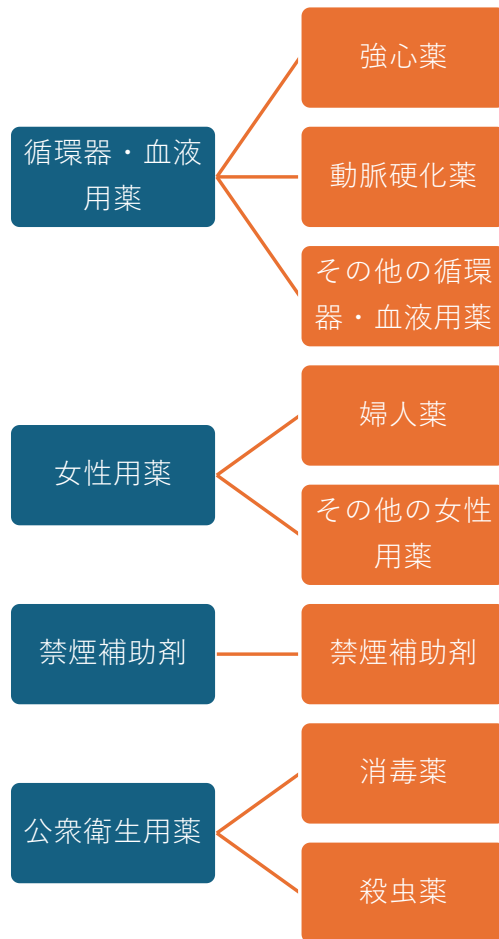 循環器・血液
用薬
強心薬
動脈硬化薬
その他の循環
器・血液用薬
女性用薬
婦人薬
その他の女性
用薬
禁煙補助剤
禁煙補助剤
公衆衛生用薬
消毒薬
殺虫薬